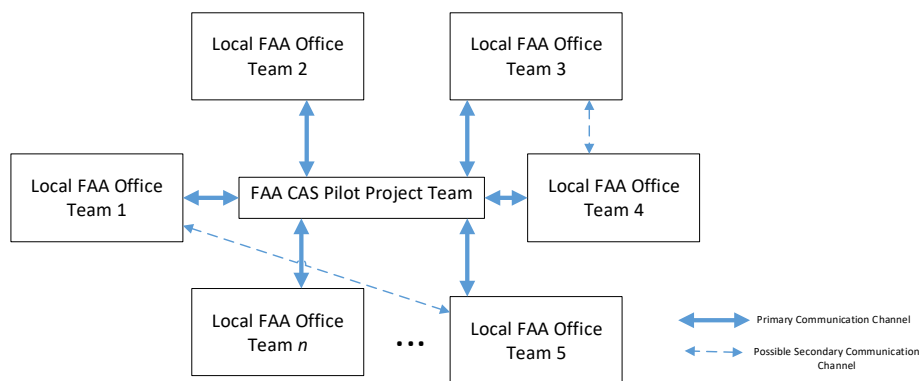 Local FAA Office
Team 2
Local FAA Office
Team 3
Local FAA Office
Team 1
FAA CAS Pilot Project Team
Local FAA Office
Team 4
Local FAA Office
Team n
...
Local FAA Office
Team 5
Primary Communication Channel
Possible Secondary Communication
Channel